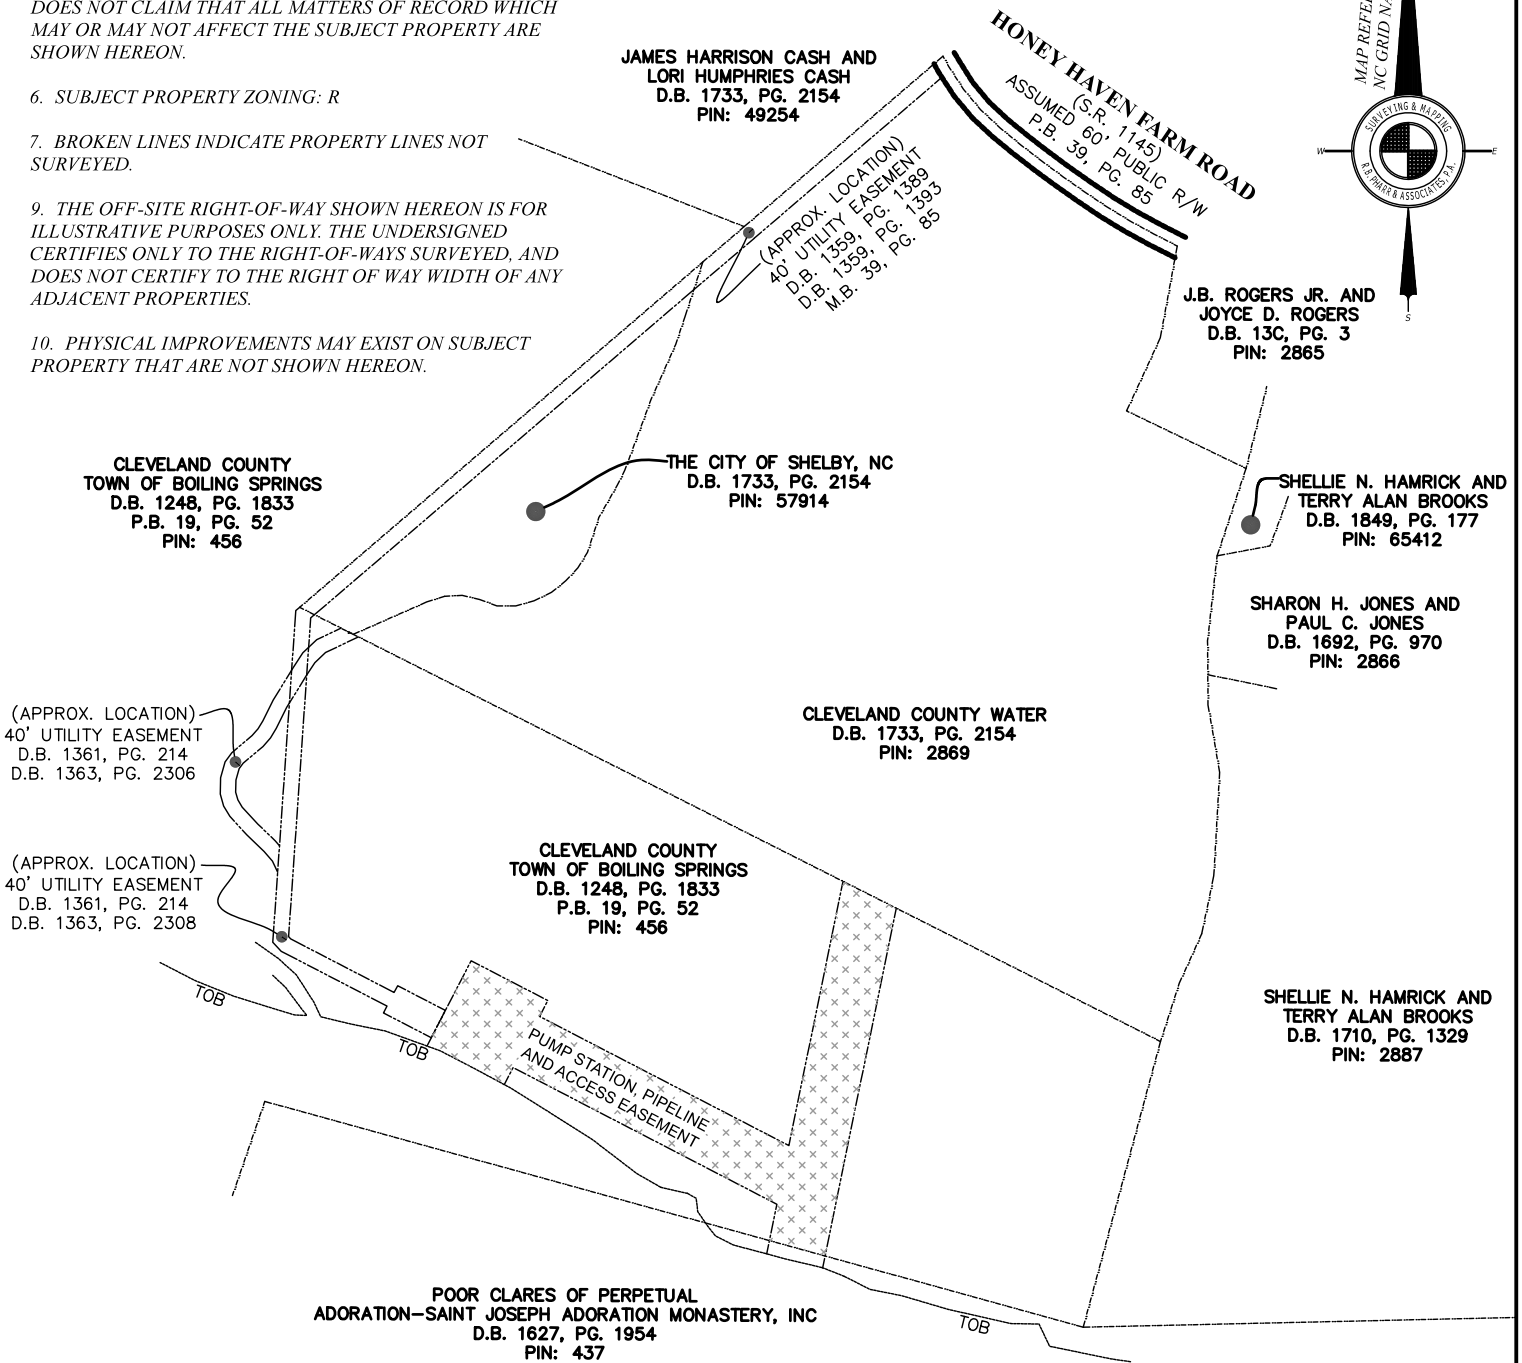 DOES NOT CLAIM THAT ALL MATTERS OF RECORD WHICH
MAY OR MAY NOT AFFECT THE SUBJECT PROPERTY ARE
SHOWN HEREON.
6. SUBJECT PROPERTY ZONING: R
7. BROKEN LINES INDICATE PROPERTY LINES NOT
SURVEYED.
9. THE OFF-SITE RIGHT-OF-WAY SHOWN HEREON IS FOR
ILLUSTRATIVE PURPOSES ONLY. THE UNDERSIGNED
CERTIFIES ONLY TO THE RIGHT-OF-WAYS SURVEYED, AND
DOES NOT CERTIFY TO THE RIGHT OF WAY WIDTH OF ANY
ADJACENT PROPERTIES.
10. PHYSICAL IMPROVEMENTS MAY EXIST ON SUBJECT
PROPERTY THAT ARE NOT SHOWN HEREON.
JAMES HARRISON CASH AND
LORI HUMPHRIES CASH
D.B. 1733, PG. 2154
PIN: 49254
HONEY HAVEN FARM ROAD
(S.R. 1145)
ASSUMED 60' PUBLIC R/W
P.B. 39, PG. 85
MAP REFE
NC GRID NA
SURVEYING & MAPPING
R.B. PHARR & ASSOCIATES, P.A.
W
E
S
(APPROX. LOCATION)
40' UTILITY EASEMENT
D.B. 1359, PG. 1389
D.B. 1359, PG. 1393
M.B. 39, PG. 85
J.B. ROGERS JR. AND
JOYCE D. ROGERS
D.B. 13C, PG. 3
PIN: 2865
CLEVELAND COUNTY
TOWN OF BOILING SPRINGS
D.B. 1248, PG. 1833
P.B. 19, PG. 52
PIN: 456
THE CITY OF SHELBY, NC
D.B. 1733, PG. 2154
PIN: 57914
SHELLIE N. HAMRICK AND
TERRY ALAN BROOKS
D.B. 1849, PG. 177
PIN: 65412
SHARON H. JONES AND
PAUL C. JONES
D.B. 1692, PG. 970
PIN: 2866
(APPROX. LOCATION)
40' UTILITY EASEMENT
D.B. 1361, PG. 214
D.B. 1363, PG. 2306
CLEVELAND COUNTY WATER
D.B. 1733, PG. 2154
PIN: 2869
(APPROX. LOCATION)
40' UTILITY EASEMENT
D.B. 1361, PG. 214
D.B. 1363, PG. 2308
CLEVELAND COUNTY
TOWN OF BOILING SPRINGS
D.B. 1248, PG. 1833
P.B. 19, PG. 52
PIN: 456
TOB
TOB
PUMP STATION, PIPELINE
AND ACCESS EASEMENT
SHELLIE N. HAMRICK AND
TERRY ALAN BROOKS
D.B. 1710, PG. 1329
PIN: 2887
POOR CLARES OF PERPETUAL
ADORATION-SAINT JOSEPH ADORATION MONASTERY, INC
D.B. 1627, PG. 1954
PIN: 437
TOB